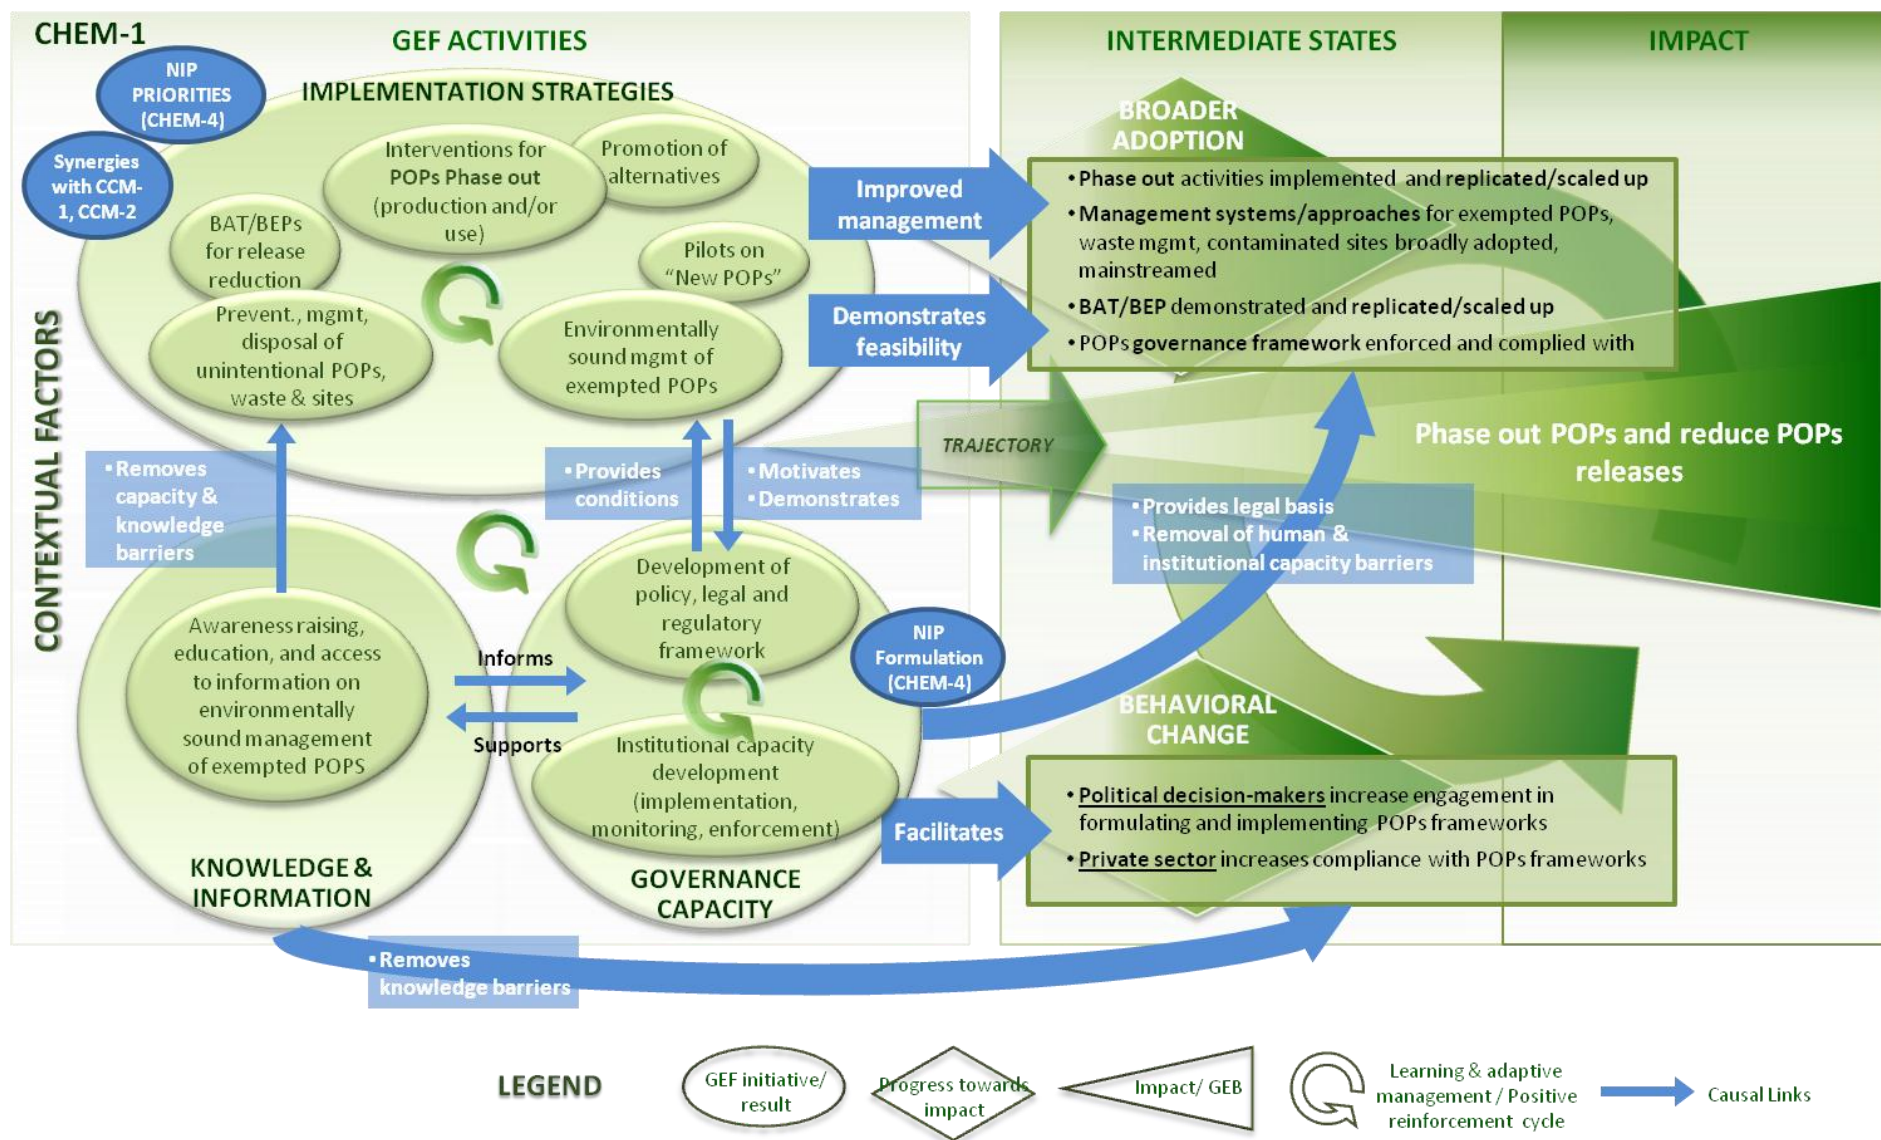 CHEM-1
GEF ACTIVITIES
INTERMEDIATE STATES
IMPACT
CONTEXTUAL FACTORS
NIP
PRIORITIES
(CHEM-4)
Synergies
with CCM-
1, CCM-2
IMPLEMENTATION STRATEGIES
Interventions for
POPs Phase out
(production and/or
use)
Promotion of
alternatives
BAT/BEPs
for release
reduction
Pilots on
“New POPs”
Prevent., mgmt,
disposal of
unintentional POPs,
waste & sites
Environmentally
sound mgmt of
exempted POPs
Improved
management
Demonstrates
feasibility
BROADER
ADOPTION
• Phase out activities implemented and replicated/scaled up
• Management systems/approaches for exempted POPs,
waste mgmt, contaminated sites broadly adopted,
mainstreamed
• BAT/BEP demonstrated and replicated/scaled up
• POPs governance framework enforced and complied with
TRAJECTORY
Phase out POPs and reduce POPs
releases
• Removes
capacity &
knowledge
barriers
• Provides
conditions
• Motivates
• Demonstrates
• Provides legal basis
• Removal of human &
institutional capacity barriers
Awareness raising,
education, and access
to information on
environmentally
sound management
of exempted POPS
KNOWLEDGE &
INFORMATION
Informs
Supports
Development of
policy, legal and
regulatory
framework
NIP
Formulation
(CHEM-4)
Institutional capacity
development
(implementation,
monitoring, enforcement)
GOVERNANCE
CAPACITY
Facilitates
BEHAVIORAL
CHANGE
• Political decision-makers increase engagement in
formulating and implementing POPs frameworks
• Private sector increases compliance with POPs frameworks
• Removes
knowledge barriers
LEGEND
GEF initiative/
result
Progress towards
impact
Impact/ GEB
Learning & adaptive
management / Positive
reinforcement cycle
Causal Links